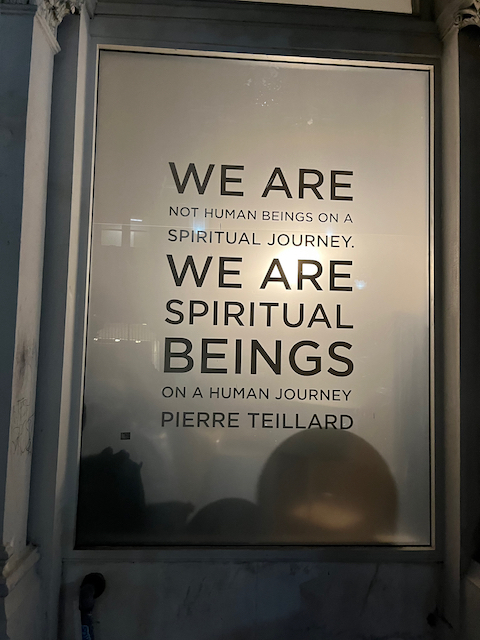 WE ARE
NOT HUMAN BEINGS ON A
SPIRITUAL JOURNEY.
WE ARE
SPIRITUAL
BEINGS
ON A HUMAN JOURNEY
PIERRE TEILLARD